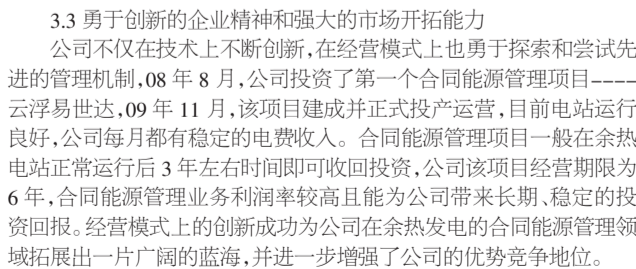 3.3 勇于创新的企业精神和强大的市场开拓能力
公司不仅在技术上不断创新,在经营模式上也勇于探索和尝试先
进的管理机制,08 年 8 月,公司投资了第一个合同能源管理项目----
云浮易世达,09 年 11 月,该项目建成并正式投产运营,目前电站运行
良好,公司每月都有稳定的电费收入。合同能源管理项目一般在余热
电站正常运行后 3 年左右时间即可收回投资,公司该项目经营期限为
6 年,合同能源管理业务利润率较高且能为公司带来长期、稳定的投
资回报。经营模式上的创新成功为公司在余热发电的合同能源管理领
域拓展出一片广阔的蓝海,并进一步增强了公司的优势竞争地位。